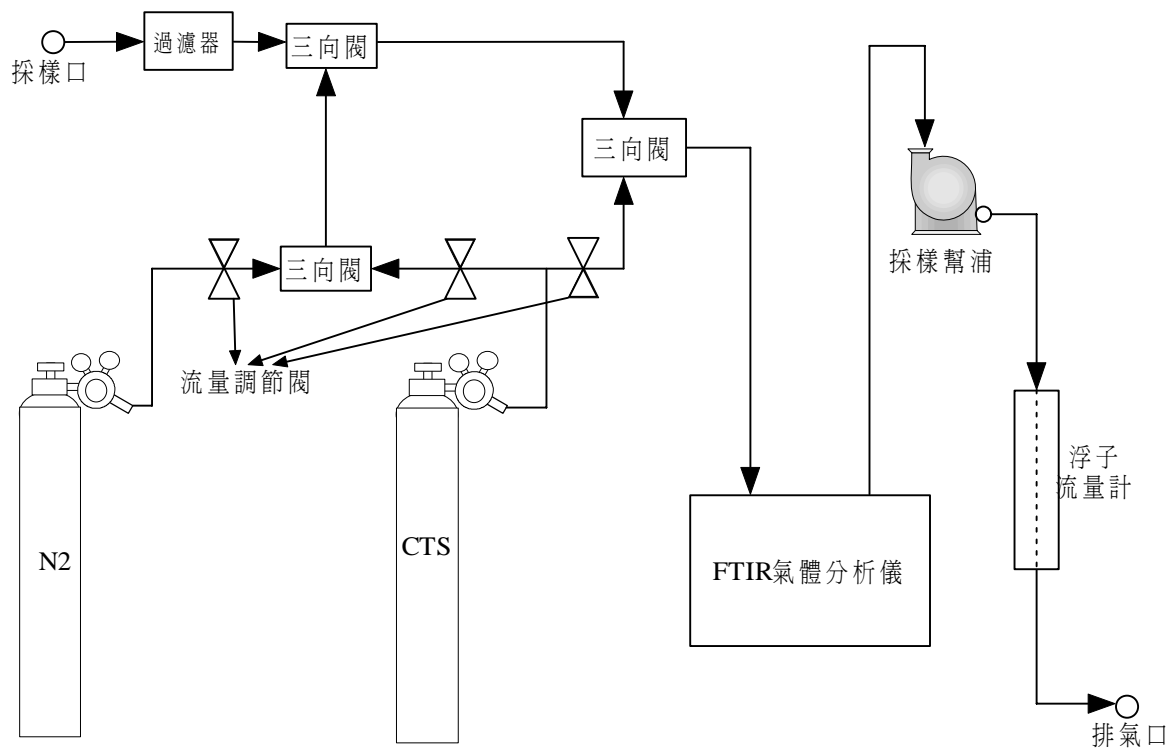 採樣口
過濾器
三向閥
三向閥
採樣幫浦
三向閥
流量調節閥
浮子
流量計
N2
CTS
FTIR氣體分析儀
排氣口